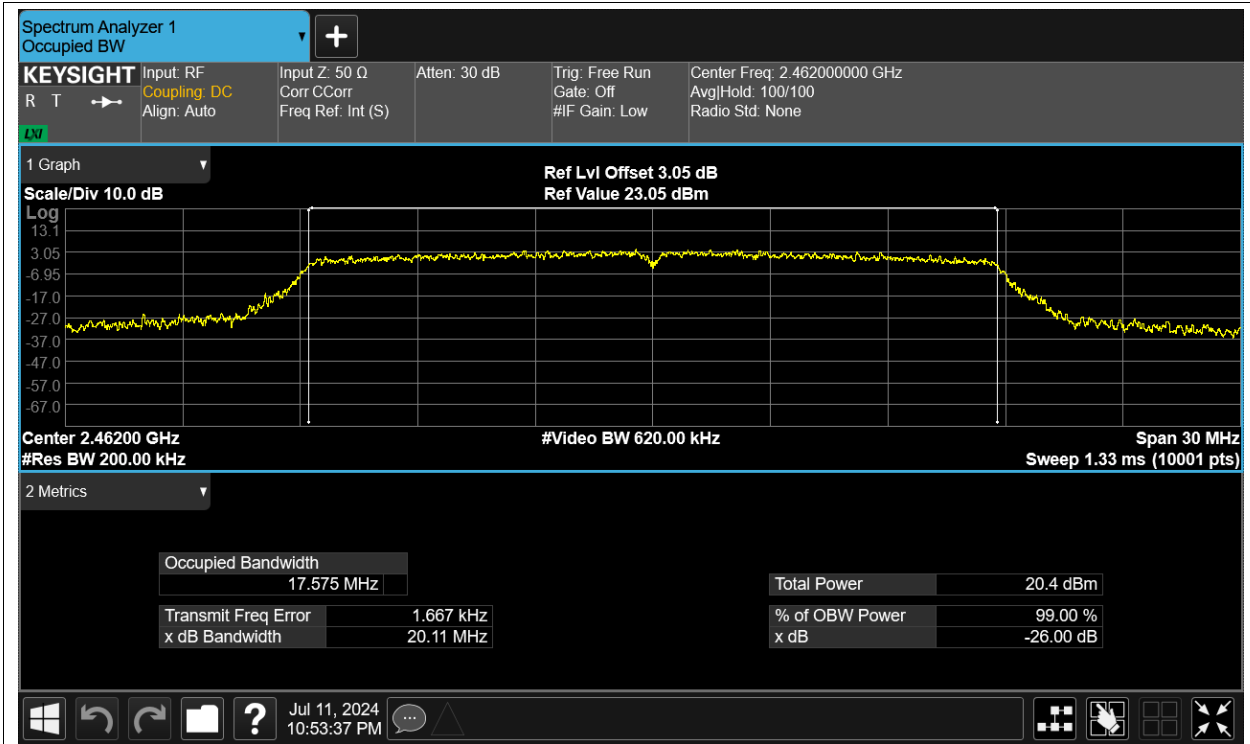 Spectrum Analyzer 1
Occupied BW
KEYSIGHT
R T
LXI
Input: RF
Coupling: DC
Align: Auto
Input Z: 50 Ω
Corr CCorr
Freq Ref: Int (S)
Atten: 30 dB
Trig: Free Run
Gate: Off
#IF Gain: Low
Center Freq: 2.462000000 GHz
Avg|Hold: 100/100
Radio Std: None
1 Graph
Scale/Div 10.0 dB
Ref Lvl Offset 3.05 dB
Ref Value 23.05 dBm
Log
13.1
3.05
-6.95
-17.0
-27.0
-37.0
-47.0
-57.0
-67.0
Center 2.46200 GHz
#Res BW 200.00 kHz
#Video BW 620.00 kHz
Span 30 MHz
Sweep 1.33 ms (10001 pts)
2 Metrics
Occupied Bandwidth
17.575 MHz
Transmit Freq Error 1.667 kHz
x dB Bandwidth 20.11 MHz
Total Power 20.4 dBm
% of OBW Power 99.00 %
x dB -26.00 dB
Jul 11, 2024
10:53:37 PM